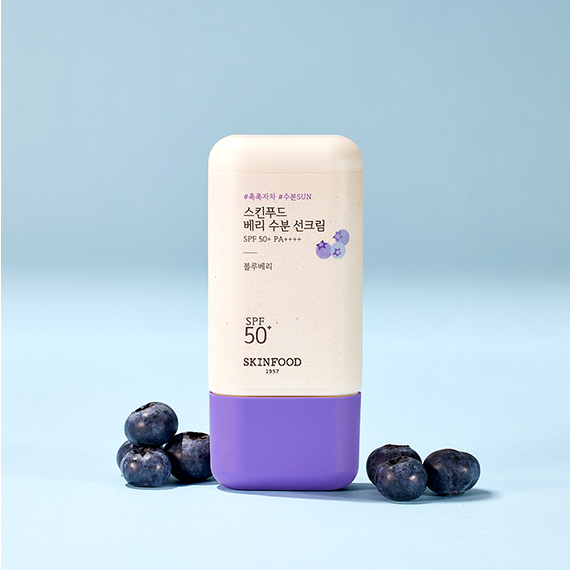 #촉촉자차 #수분SUN
스킨푸드
베리 수분 선크림
SPF 50+ PA++++
블루베리
SPF
50+
SKINFOOD
1957